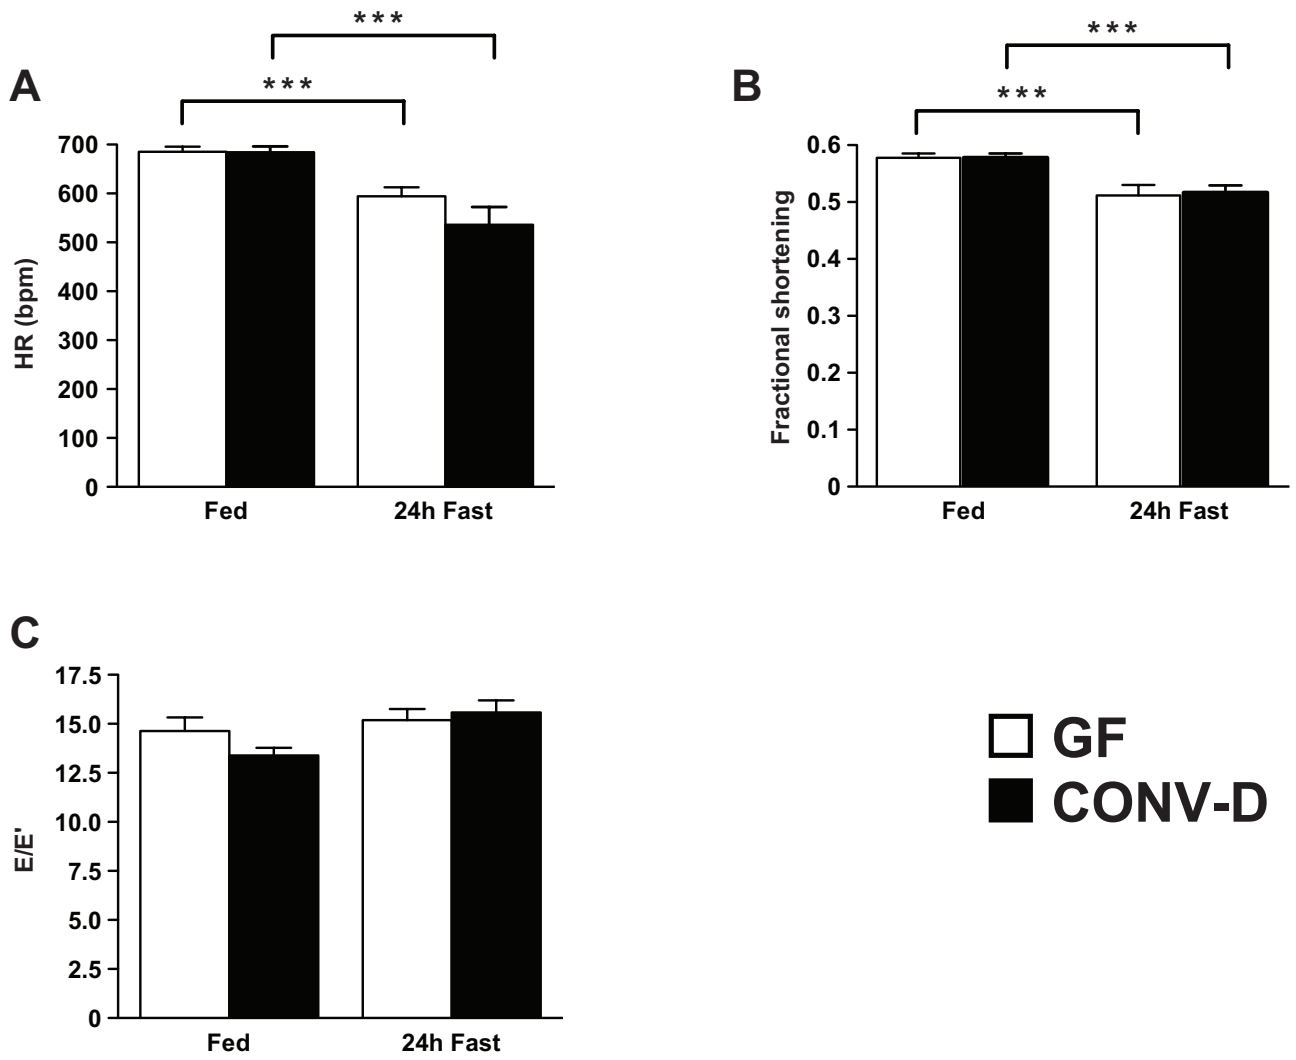 A
***
***
HR (bpm)
700
600
500
400
300
200
100
0
Fed
24h Fast
B
***
***
Fractional shortening
0.6
0.5
0.4
0.3
0.2
0.1
0
Fed
24h Fast
C
E/E'
17.5
15.0
12.5
10.0
7.5
5.0
2.5
0
Fed
24h Fast
GF
CONV-D